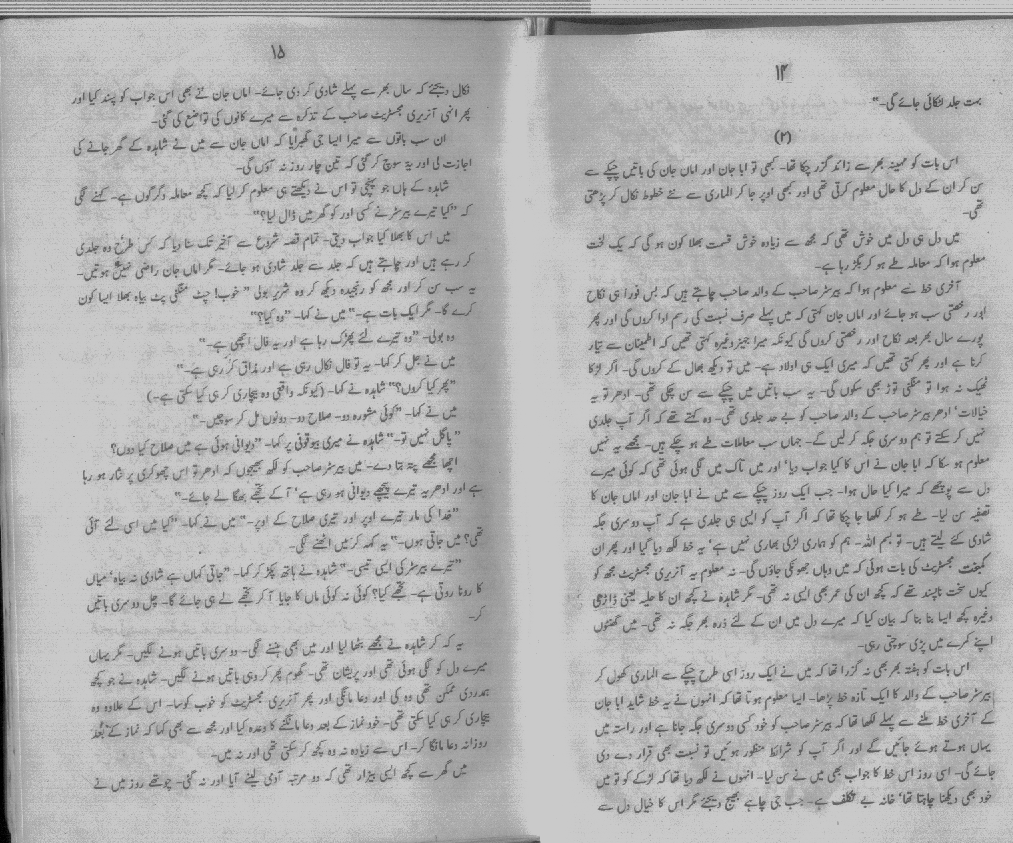 ۱۴
بہت جلد لٹکائی جائے گی۔"
(۲)
اس بات کو مہینہ بھر سے زائد گزر چکا تھا۔ کبھی تو ابا جان اور اماں جان کی باتیں چپکے سے
سن کر ان کے دل کا حال معلوم کرتی تھی اور کبھی اوپر جا کر الماری سے نئے خطوط نکال کر پڑھتی
تھی۔
میں دل ہی دل میں خوش تھی کہ مجھ سے زیادہ خوش قسمت بھلا کون ہو گی کہ یک لخت
معلوم ہوا کہ معاملہ طے ہو کر بگڑ رہا ہے۔
آخری خط سے معلوم ہوا کہ بیرسٹر صاحب کے والد صاحب چاہتے ہیں کہ بس فوراً ہی نکاح
اور رخصتی سب ہو جائے اور اماں جان کہتی کہ میں پہلے صرف نسبت کی رسم ادا کروں گی اور پھر
پورے سال بھر بعد نکاح اور رخصتی کروں گی کیونکہ میرا جہیز وغیرہ کہتی تھیں کہ اطمینان سے تیار
کرنا ہے اور پھر کہتی تھیں کہ میری ایک ہی اولاد ہے۔ میں تو دیکھ بھال کے کروں گی۔ اگر لڑکا
ٹھیک نہ ہوا تو منگنی توڑ بھی سکوں گی۔ یہ سب باتیں میں چپکے سے سن چکی تھی۔ ادھر تو یہ
خیالات' ادھر بیرسٹر صاحب کے والد صاحب کو بے حد جلدی تھی۔ وہ کہتے تھے کہ اگر آپ جلدی
نہیں کر سکتے تو ہم دوسری جگہ کر لیں گے۔ جہاں سب معاملات طے ہو چکے ہیں۔ مجھے یہ نہیں
معلوم ہو سکا کہ ابا جان نے اس کا کیا جواب دیا' اور میں تاک میں لگی ہوئی تھی کہ کوئی میرے
دل سے پوچھے کہ میرا کیا حال ہوا۔ جب ایک روز چپکے سے میں نے ابا جان اور اماں جان کا
تصفیہ سن لیا۔ طے ہو کر لکھا جا چکا تھا کہ اگر آپ کو ایسی ہی جلدی ہے کہ آپ دوسری جگہ
شادی کئے لیتے ہیں۔ تو بسم اللہ۔ ہم کو ہماری لڑکی بھاری نہیں ہے' یہ خط لکھ دیا گیا اور پھر ان
کمبخت مجسٹریٹ کی بات ہوئی کہ میں وہاں جھونکی جاؤں گی۔ نہ معلوم یہ آنریری مجسٹریٹ مجھ کو
کیوں سخت ناپسند تھے کہ کچھ ان کی عمر بھی ایسی نہ تھی۔ مگر شاہدہ نے کچھ ان کا حلیہ یعنی ڈاڑھی
وغیرہ کچھ ایسا بنا بنا کہ بیان کیا کہ میرے دل میں ان کے لئے ذرہ بھر جگہ نہ تھی۔ میں گھنٹوں
اپنے کمرے میں پڑی سوچتی رہی۔
اس بات کو ہفتہ بھر بھی نہ گزرا تھا کہ میں نے ایک روز اسی طرح چپکے سے الماری کھول کر
بیرسٹر صاحب کے والد کا ایک تازہ خط پڑھا۔ ایسا معلوم ہوتا تھا کہ انہوں نے یہ خط شاید ابا جان
کے آخری خط ملنے سے پہلے لکھا تھا کہ بیرسٹر صاحب کو خود کسی دوسری جگہ جانا ہے اور راستہ میں
یہاں ہوتے ہوئے جائیں گے اور اگر آپ کو شرائط منظور ہوئیں تو نسبت بھی قرار دے دی
جائے گی۔ اسی روز اس خط کا جواب بھی میں نے سن لیا۔ انہوں نے لکھ دیا تھا کہ لڑکے کو تو میں
خود بھی دیکھنا چاہتا تھا' خانہ بے تکلف ہے۔ جب جی چاہے بھیج دیجئے مگر اس کا خیال دل سے
۱۵
نکال دیجئے کہ سال بھر سے پہلے شادی کر دی جائے۔ اماں جان نے بھی اس جواب کو پسند کیا اور
پھر انہی آنریری مجسٹریٹ صاحب کے تذکرہ سے میرے کانوں کی تواضع کی گئی۔
ان سب باتوں سے میرا ایسا جی گھبرایا کہ اماں جان سے میں نے شاہدہ کے گھر جانے کی
اجازت لی اور یہ سوچ کر گئی کہ تین چار روز نہ آؤں گی۔
شاہدہ کے ہاں جو پہنچی تو اس نے دیکھتے ہی معلوم کر لیا کہ کچھ معاملہ دگرگوں ہے۔ کہنے لگی
کہ "کیا تیرے بیرسٹر نے کسی اور کو گھر میں ڈال لیا؟"
میں اس کا بھلا کیا جواب دیتی۔ تمام قصہ شروع سے آخیر تک سنا دیا کہ کس طرح وہ جلدی
کر رہے ہیں اور چاہتے ہیں کہ جلد سے جلد شادی ہو جائے۔ مگر اماں جان راضی نہیں ہوتیں۔
یہ سب سن کر اور مجھ کو رنجیدہ دیکھ کر وہ شریر بولی "خوب! چٹ منگنی پٹ بیاہ بھلا ایسا کون
کرے گا۔ مگر ایک بات ہے۔" میں نے کہا۔ "وہ کیا؟"
وہ بولی۔ "وہ تیرے لئے پھڑک رہا ہے اور یہ فال اچھی ہے۔"
میں نے جل کر کہا۔ یہ تو فال نکال رہی ہے اور مذاق کر رہی ہے۔"
"پھر کیا کروں؟" شاہدہ نے کہا۔ (کیونکہ واقعی وہ بیچاری کر ہی کیا سکتی ہے۔)
میں نے کہا۔ "کوئی مشورہ دو۔ صلاح دو۔ دونوں مل کر سوچیں۔"
"پاگل نہیں تو۔" شاہدہ نے میری بیوقوفی پر کہا۔ "دیوانی ہوئی ہے میں صلاح کیا دوں؟
اچھا مجھے پتہ بتا دے۔ میں بیرسٹر صاحب کو لکھ بھیجوں کہ ادھر تو اس چھوکری پر نثار ہو رہا
ہے اور ادھر یہ تیرے پیچھے دیوانی ہو رہی ہے' آ کے تجھے بھگا لے جائے۔"
"خدا کی مار تیرے اوپر اور تیری صلاح کے اوپر۔" میں نے کہا۔ "کیا میں اسی لئے آئی
تھی؟ میں جاتی ہوں۔" یہ کہہ کر میں اٹھنے لگی۔
"تیرے بیرسٹر کی ایسی تیسی۔" شاہدہ نے ہاتھ پکڑ کر کہا۔ "جاتی کہاں ہے شادی نہ بیاہ' میاں
کا رونا روتی ہے۔ تجھے کیا؟ کوئی نہ کوئی ماں کا جایا آ کر تجھے لے ہی جائے گا۔ چل دوسری باتیں
کر۔
یہ کہ کر شاہدہ نے مجھے بٹھا لیا اور میں بھی ہنسنے لگی۔ دوسری باتیں ہونے لگیں۔ مگر یہاں
میرے دل کو لگی ہوئی تھی اور پریشان تھی۔ گھوم پھر کر وہی باتیں ہونے لگیں۔ شاہدہ نے جو کچھ
ہمدردی ممکن تھی وہ کی اور دعا مانگی اور پھر آنریری مجسٹریٹ کو خوب کوسا۔ اس کے علاوہ وہ
بیچاری کر ہی کیا سکتی تھی۔ خود نماز کے بعد دعا مانگنے کا وعدہ کیا اور مجھ سے بھی کہا کہ نماز کے بعد
روزانہ دعا مانگا کر۔ اس سے زیادہ نہ وہ کچھ کر سکتی تھی اور نہ میں۔
میں گھر سے کچھ ایسی بیزار تھی کہ دو مرتبہ آدمی لینے آیا اور نہ گئی۔ چوتھے روز میں نے